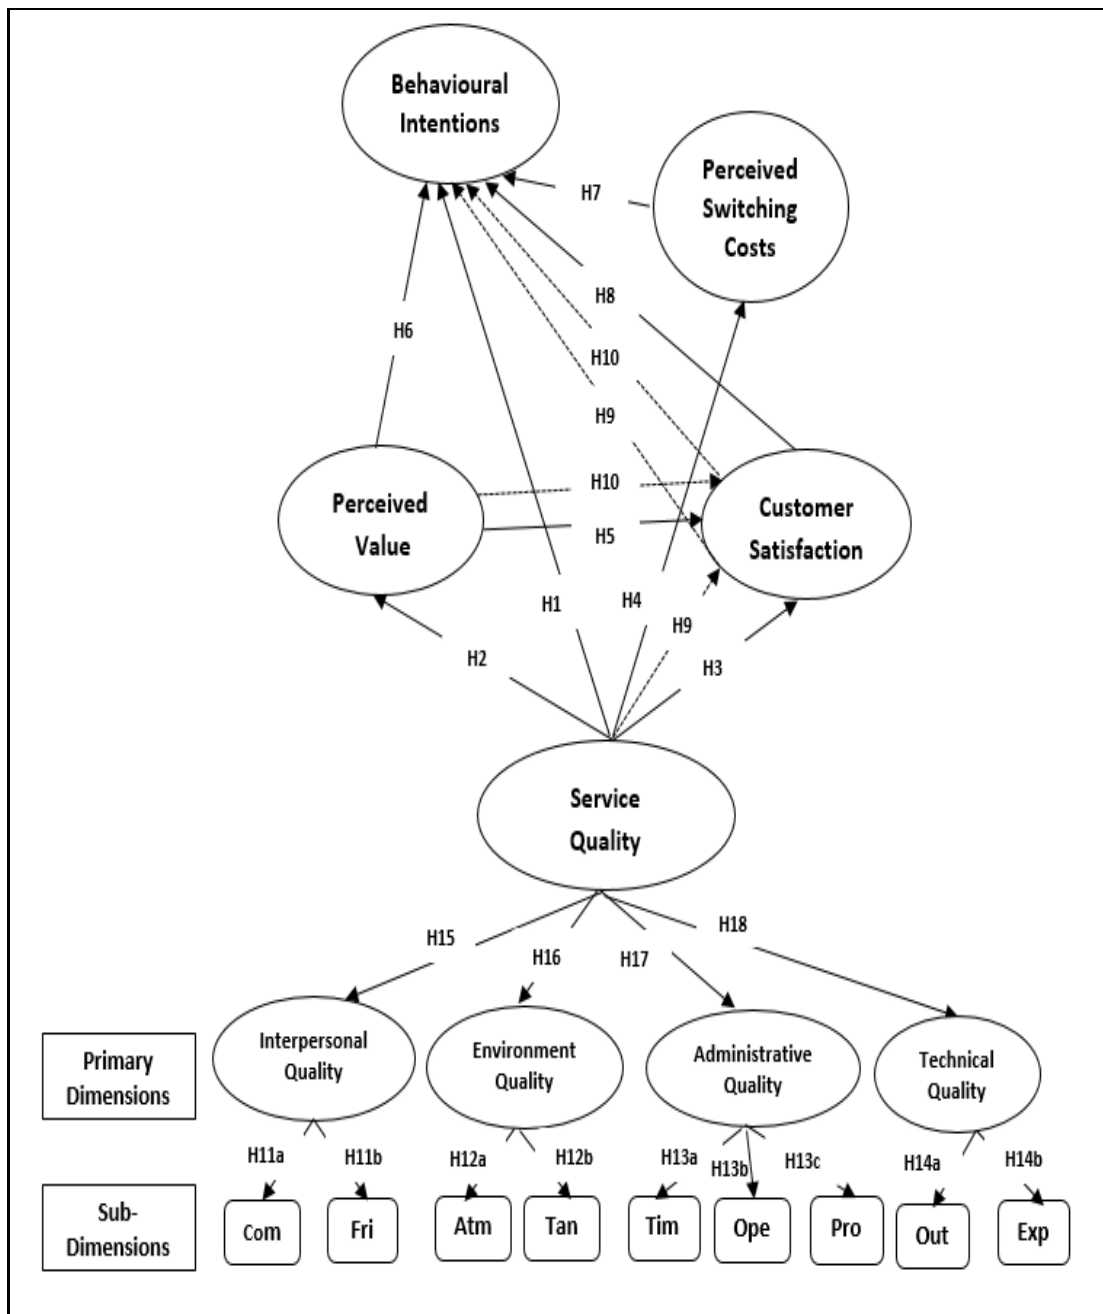 Behavioural
Intentions
Perceived
Switching
Costs
H7
H8
H6
H10
H9
Perceived
Value
H10
H5
Customer
Satisfaction
H1
H4
H9
H2
H3
Service
Quality
H15
H16
H17
H18
Primary
Dimensions
Interpersonal
Quality
Environment
Quality
Administrative
Quality
Technical
Quality
H11a
H11b
H12a
H12b
H13a
H13b
H13c
H14a
H14b
Sub-
Dimensions
Com
Fri
Atm
Tan
Tim
Ope
Pro
Out
Exp